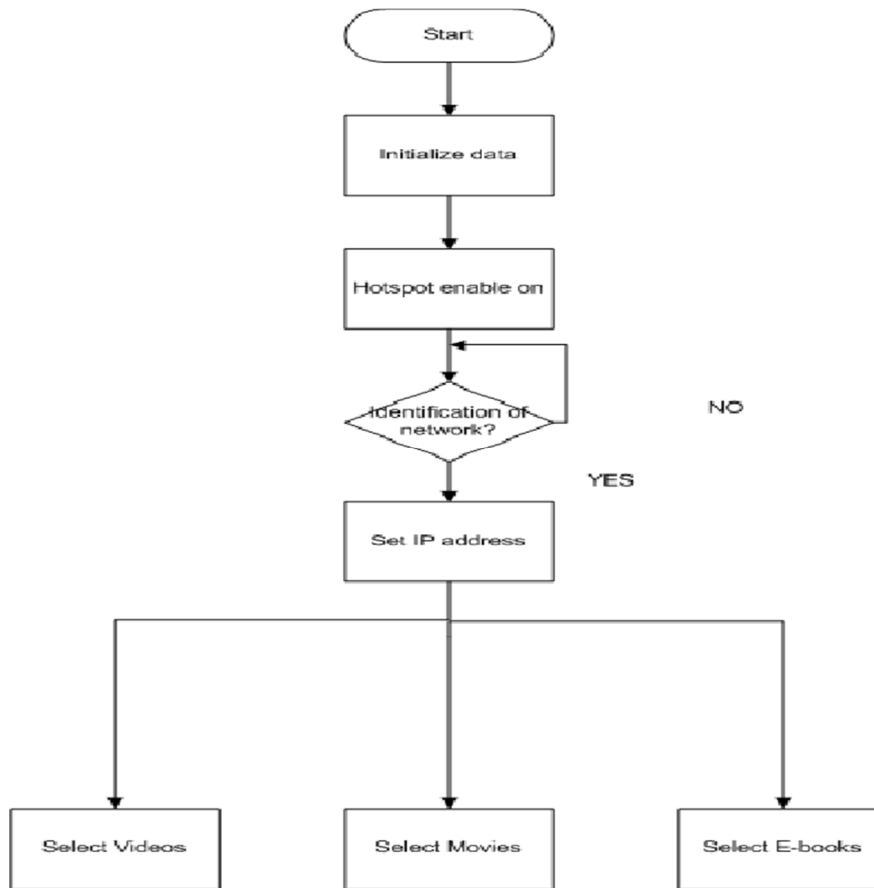 Start
Initialize data
Hotspot enable on
Identification of
network?
NO
YES
Set IP address
Select Videos
Select Movies
Select E-books